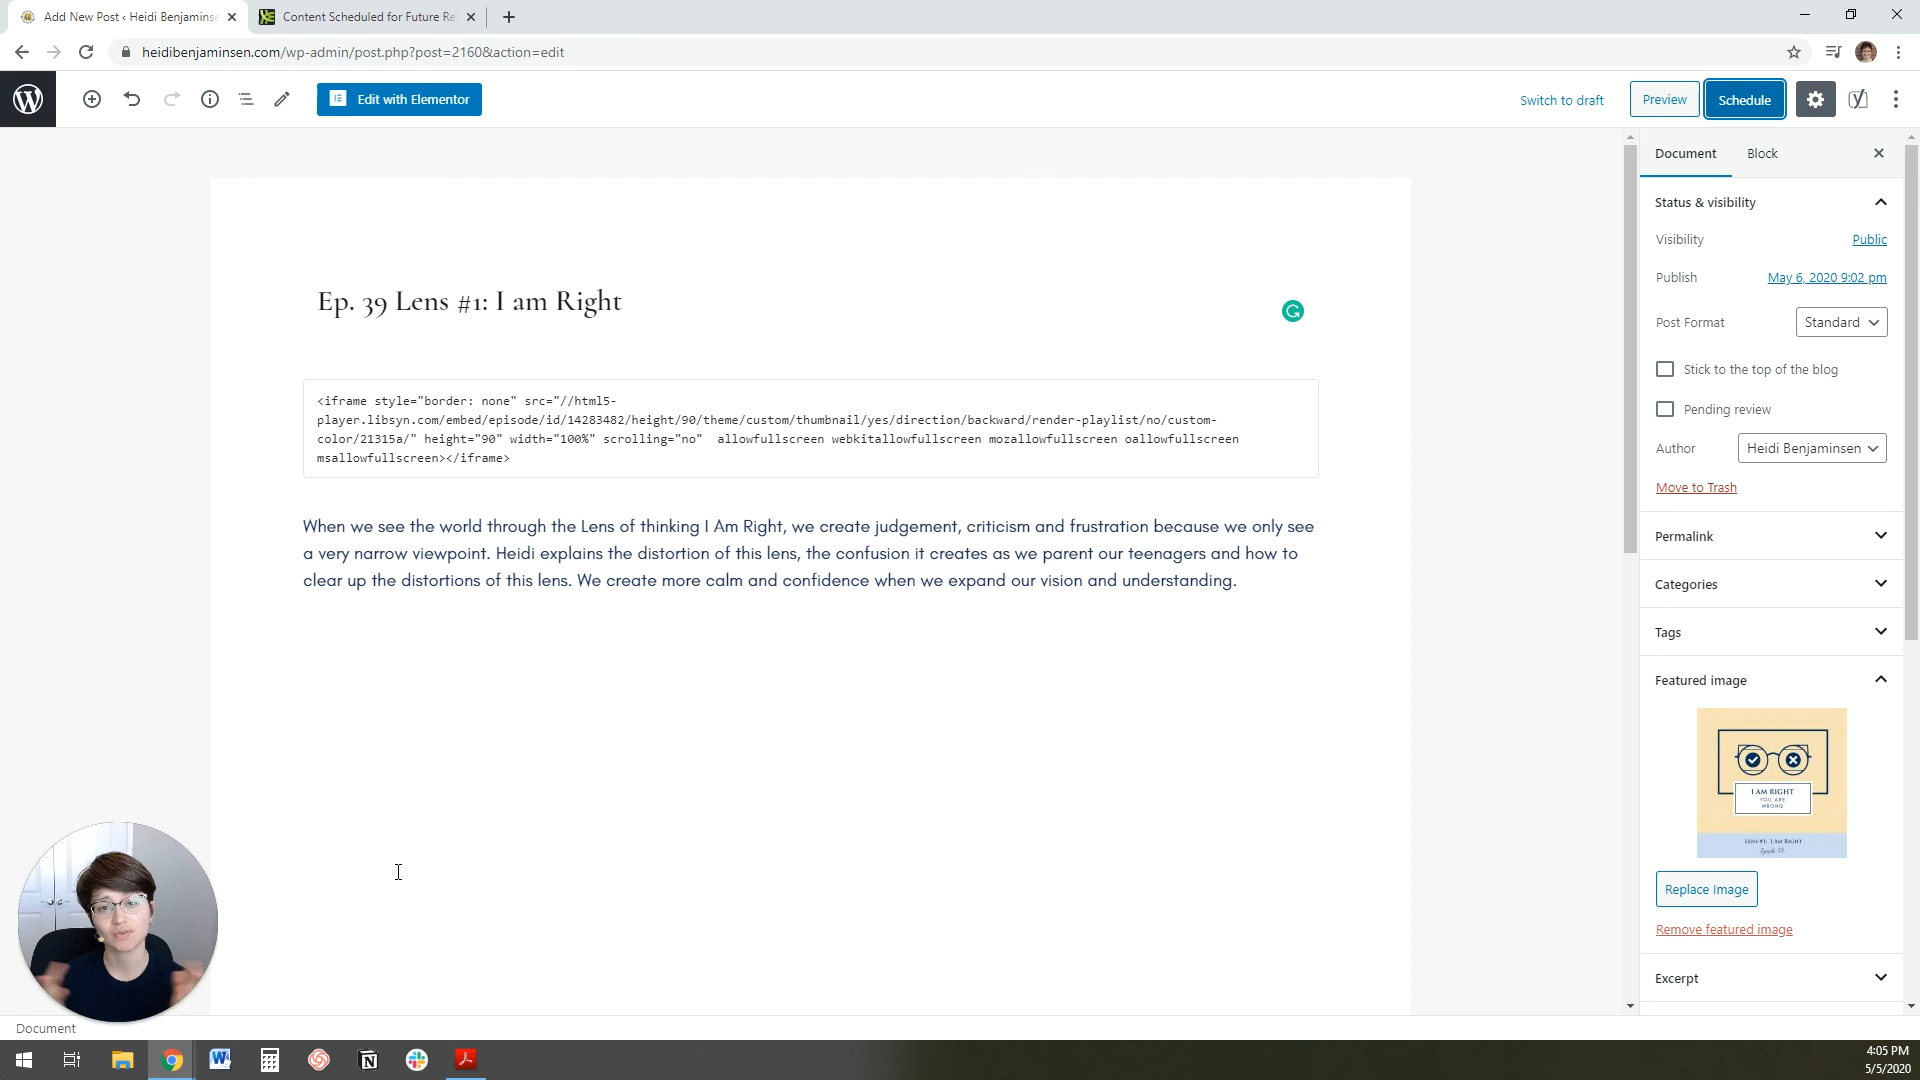 Add New Post ‹ Heidi Benjaminse
Content Scheduled for Future Re
heidibenjaminsen.com/wp-admin/post.php?post=2160&action=edit
Edit with Elementor
Switch to draft
Preview
Schedule
Document
Block
Status & visibility
Visibility
Public
Publish
May 6, 2020 9:02 pm
Post Format
Standard
Stick to the top of the blog
Pending review
Author
Heidi Benjaminsen
Move to Trash
Permalink
Categories
Tags
Featured image
I AM RIGHT
YOU ARE
WRONG
LENS #1: I AM RIGHT
Replace Image
Remove featured image
Excerpt
Ep. 39 Lens #1: I am Right
<iframe style="border: none" src="//html5-
player.libsyn.com/embed/episode/id/14283482/height/90/theme/custom/thumbnail/yes/direction/backward/render-playlist/no/custom-
color/21315a/" height="90" width="100%" scrolling="no"  allowfullscreen webkitallowfullscreen mozallowfullscreen oallowfullscreen
msallowfullscreen></iframe>
When we see the world through the Lens of thinking I Am Right, we create judgement, criticism and frustration because we only see
a very narrow viewpoint. Heidi explains the distortion of this lens, the confusion it creates as we parent our teenagers and how to
clear up the distortions of this lens. We create more calm and confidence when we expand our vision and understanding.
Document
4:05 PM
5/5/2020